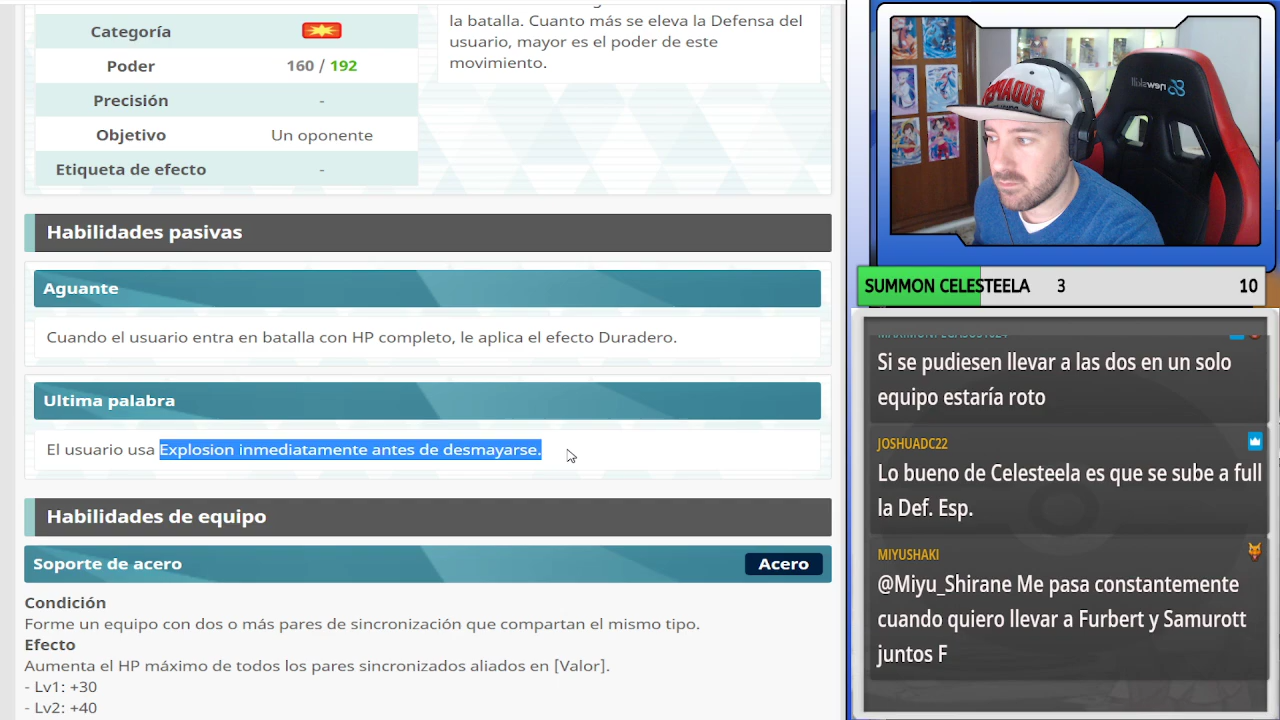 la batalla. Cuanto más se eleva la Defensa del
usuario, mayor es el poder de este
movimiento.
Categoría
Poder 160 / 192
Precisión -
Objetivo Un oponente
Etiqueta de efecto -
Habilidades pasivas
Aguante
Cuando el usuario entra en batalla con HP completo, le aplica el efecto Duradero.
Ultima palabra
El usuario usa Explosion inmediatamente antes de desmayarse.
Habilidades de equipo
Soporte de acero Acero
Condición
Forme un equipo con dos o más pares de sincronización que compartan el mismo tipo.
Efecto
Aumenta el HP máximo de todos los pares sincronizados aliados en [Valor].
- Lv1: +30
- Lv2: +40
newskill
SUMMON CELESTEELA 3 10
Si se pudiesen llevar a las dos en un solo
equipo estaría roto
JOSHUADC22
Lo bueno de Celesteela es que se sube a full
la Def. Esp.
MIYUSHAKI
@Miyu_Shirane Me pasa constantemente
cuando quiero llevar a Furbert y Samurott
juntos F